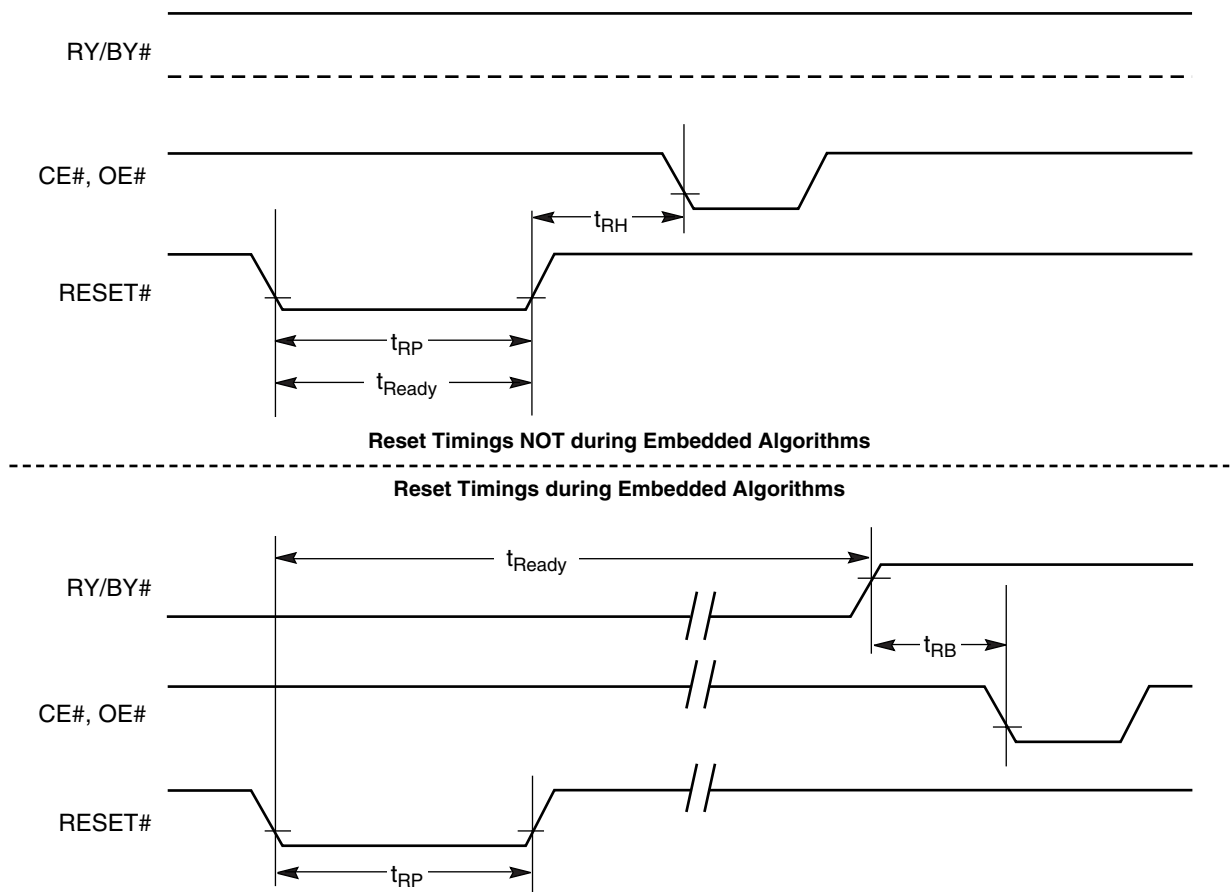 RY/BY#
CE#, OE#
tRH
RESET#
tRP
tReady
Reset Timings NOT during Embedded Algorithms
Reset Timings during Embedded Algorithms
tReady
RY/BY#
tRB
CE#, OE#
RESET#
tRP